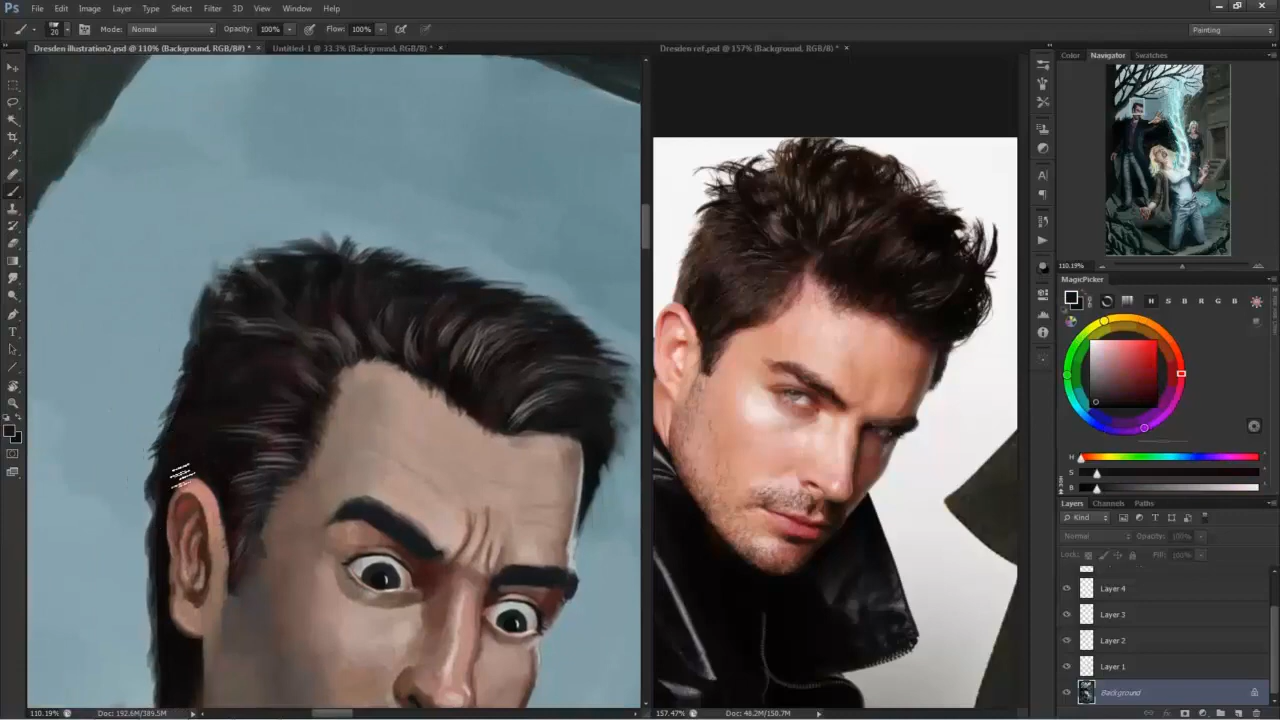 Ps File Edit Image Layer Type Select Filter 3D View Window Help
20 Mode: Normal Opacity: 100% Flow: 100% Painting
Dresden illustration2.psd @ 110% (Background, RGB/8#) * × Untitled-1 @ 33.3% (Background, RGB/8) * × Dresden ref.psd @ 157% (Background, RGB/8) * ×
Color Navigator Swatches
110.19%
MagicPicker
H S B R G B
H
S
B
Layers Channels Paths
Kind
Normal Opacity: 100%
Lock: Fill: 100%
Layer 4
Layer 3
Layer 2
Layer 1
Background
110.19% Doc: 192.6M/389.5M 157.47% Doc: 48.2M/150.7M